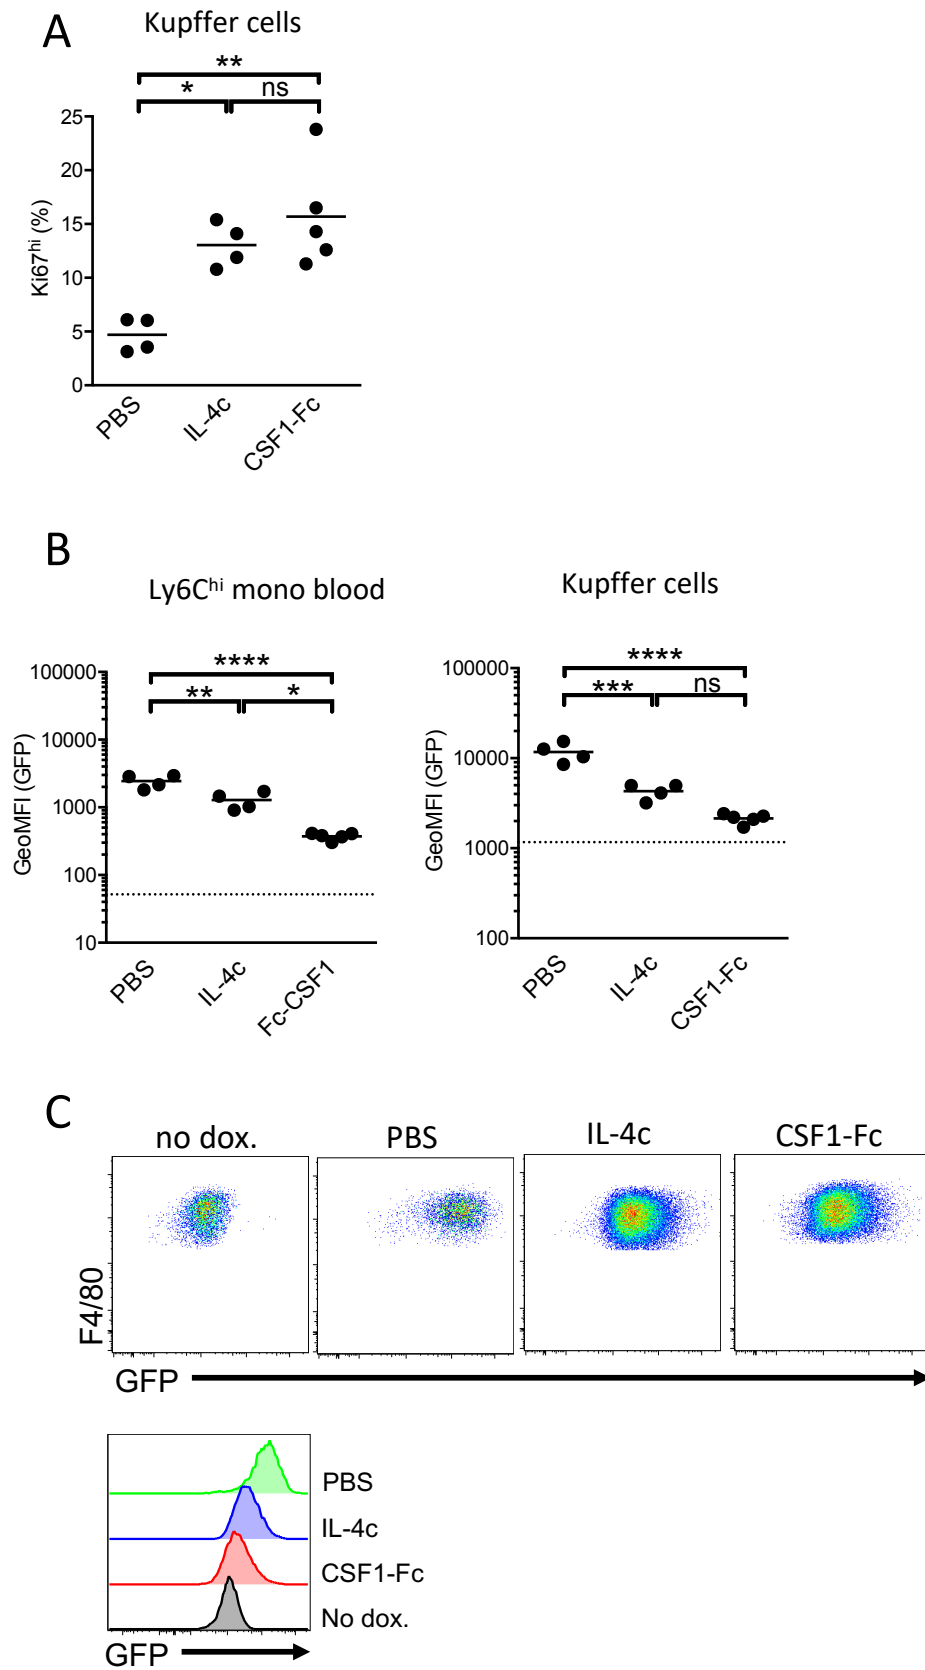 A
Kupffer cells
**
* ns
25
20
15
10
5
0
Ki67hi (%)
PBS
IL-4c
CSF1-Fc
B
Ly6Chi mono blood
****
** *
100000
10000
1000
100
10
GeoMFI (GFP)
PBS
IL-4c
Fc-CSF1
Kupffer cells
****
*** ns
100000
10000
1000
100
GeoMFI (GFP)
PBS
IL-4c
CSF1-Fc
C
no dox. PBS IL-4c CSF1-Fc
F4/80
GFP
PBS
IL-4c
CSF1-Fc
No dox.
GFP